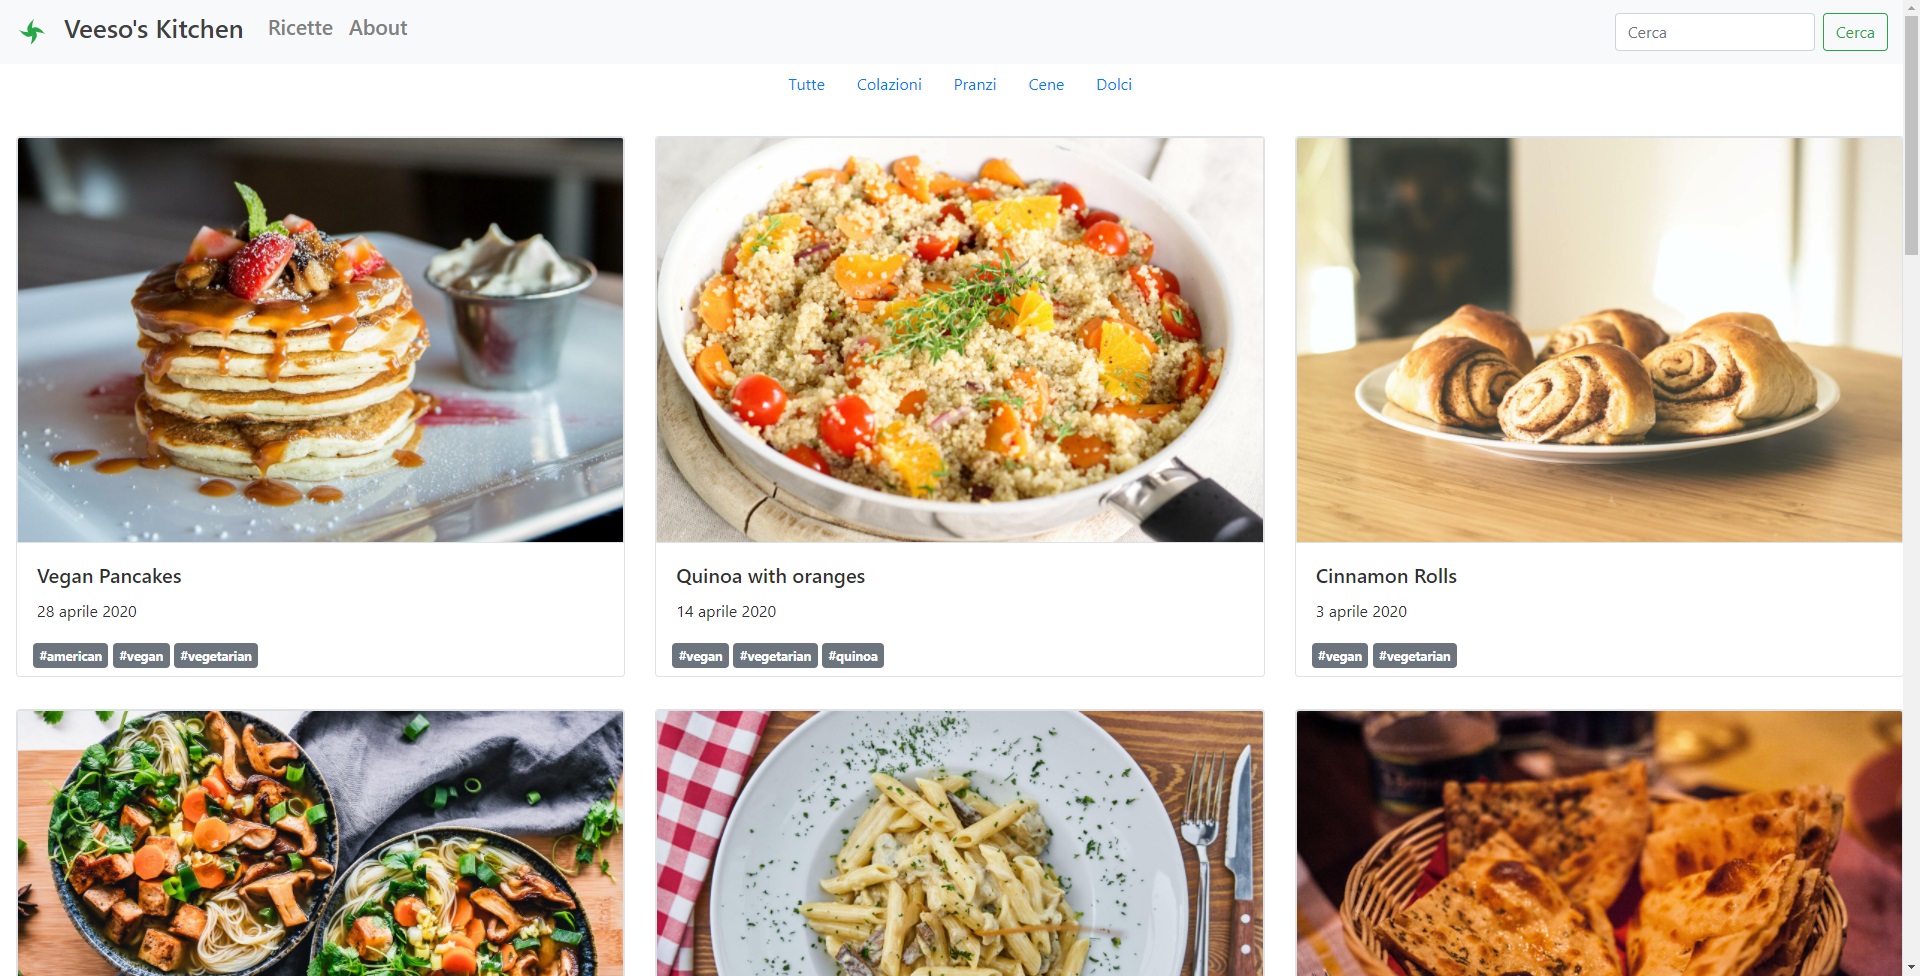 Veeso's Kitchen Ricette About Cerca Cerca
Tutte Colazioni Pranzi Cene Dolci
Vegan Pancakes
28 aprile 2020
#american #vegan #vegetarian
Quinoa with oranges
14 aprile 2020
#vegan #vegetarian #quinoa
Cinnamon Rolls
3 aprile 2020
#vegan #vegetarian